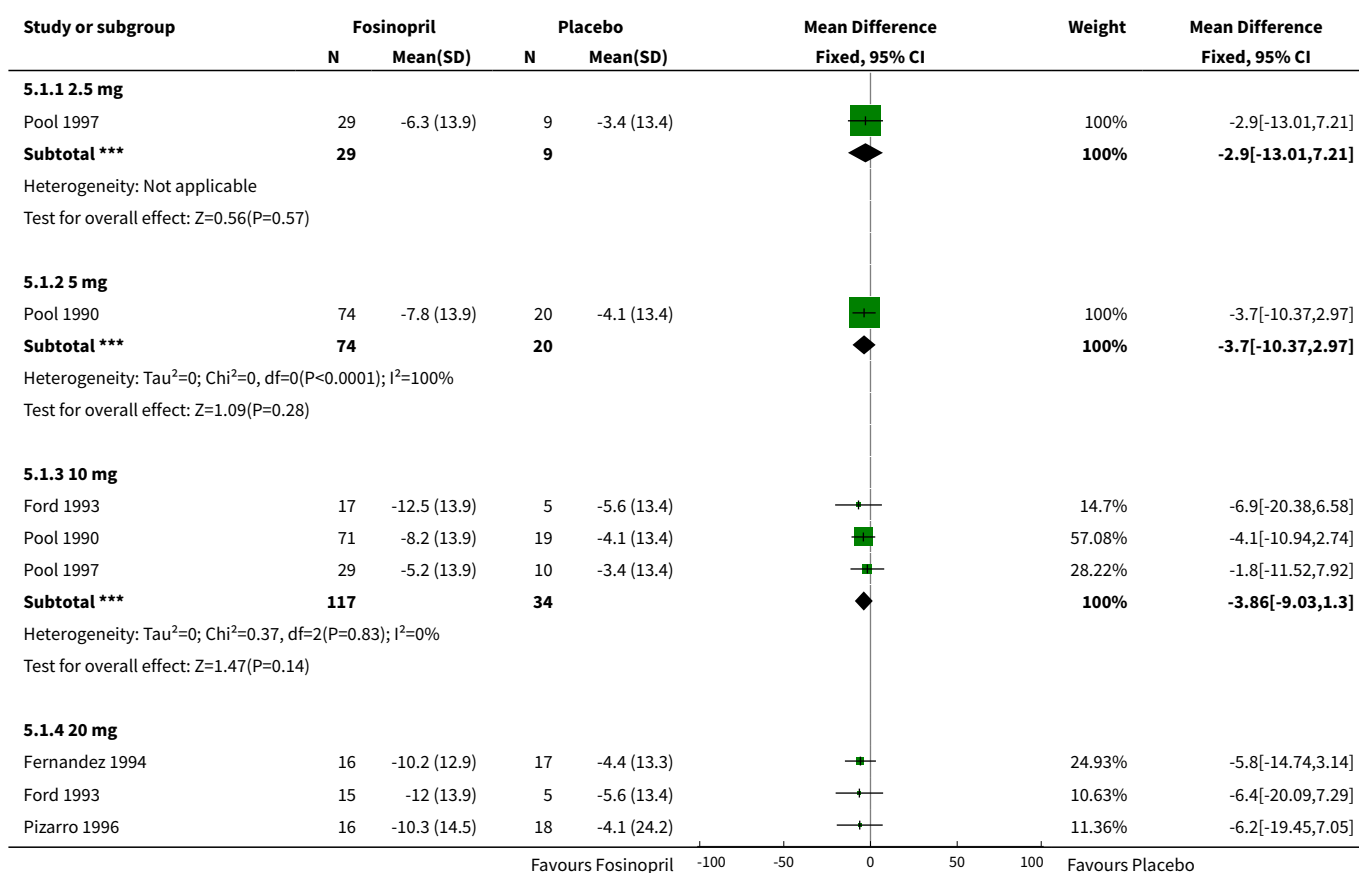 Study or subgroup Fosinopril Placebo Mean Difference Weight Mean Difference
N Mean(SD) N Mean(SD) Fixed, 95% CI Fixed, 95% CI
5.1.1 2.5 mg
Pool 1997 29 -6.3 (13.9) 9 -3.4 (13.4) 100% -2.9[-13.01,7.21]
Subtotal *** 29 9 100% -2.9[-13.01,7.21]
Heterogeneity: Not applicable
Test for overall effect: Z=0.56(P=0.57)
5.1.2 5 mg
Pool 1990 74 -7.8 (13.9) 20 -4.1 (13.4) 100% -3.7[-10.37,2.97]
Subtotal *** 74 20 100% -3.7[-10.37,2.97]
Heterogeneity: Tau²=0; Chi²=0, df=0(P<0.0001); I²=100%
Test for overall effect: Z=1.09(P=0.28)
5.1.3 10 mg
Ford 1993 17 -12.5 (13.9) 5 -5.6 (13.4) 14.7% -6.9[-20.38,6.58]
Pool 1990 71 -8.2 (13.9) 19 -4.1 (13.4) 57.08% -4.1[-10.94,2.74]
Pool 1997 29 -5.2 (13.9) 10 -3.4 (13.4) 28.22% -1.8[-11.52,7.92]
Subtotal *** 117 34 100% -3.86[-9.03,1.3]
Heterogeneity: Tau²=0; Chi²=0.37, df=2(P=0.83); I²=0%
Test for overall effect: Z=1.47(P=0.14)
5.1.4 20 mg
Fernandez 1994 16 -10.2 (12.9) 17 -4.4 (13.3) 24.93% -5.8[-14.74,3.14]
Ford 1993 15 -12 (13.9) 5 -5.6 (13.4) 10.63% -6.4[-20.09,7.29]
Pizarro 1996 16 -10.3 (14.5) 18 -4.1 (24.2) 11.36% -6.2[-19.45,7.05]
Favours Fosinopril -100 -50 0 50 100 Favours Placebo